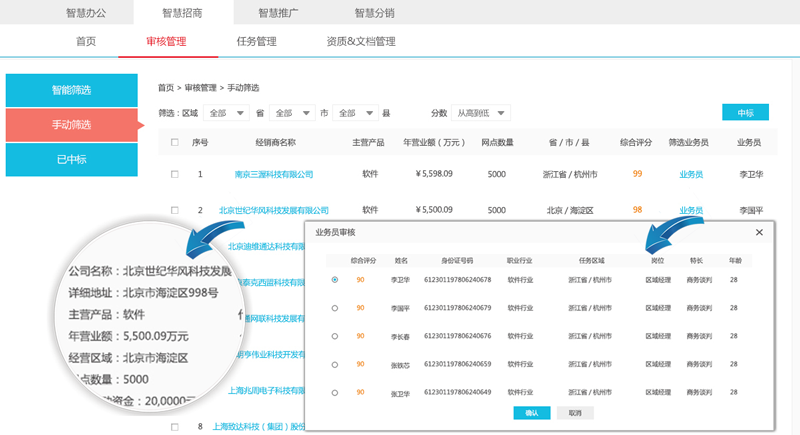 智慧办公 智慧招商 智慧推广 智慧分销
首页 审核管理 任务管理 资质&文档管理
智能筛选
手动筛选
已中标
首页 > 审核管理 > 手动筛选
筛选：区域 全部 省 全部 市 全部 县 分数 从高到低 中标
序号 经销商名称 主营产品 年营业额（万元） 网点数量 省 / 市 / 县 综合评分 筛选业务员 业务员
1 南京三渥科技有限公司 软件 ¥5,598.09 5000 浙江省 / 杭州市 99 业务员 李卫华
2 北京世纪华风科技发展有限公司 软件 ¥5,500.09 5000 北京 / 海淀区 98 业务员 李国平
北京迪维通达科技有限
泰克西盟科技有限
通网联科技发展有
明亨伟业科技开发有
上海兆周电子科技有限
8 上海致达科技（集团）股份
公司名称：北京世纪华风科技发展
详细地址：北京市海淀区998号
主营产品：软件
年营业额：5,500.09万元
经营区域：北京市海淀区
点数量：5000
资金：20,0000元
业务员审核
综合评分 姓名 身份证号码 职业行业 任务区域 岗位 特长 年龄
90 李卫华 612301197806240678 软件行业 浙江省 / 杭州市 区域经理 商务谈判 28
90 李国平 612301197806240679 软件行业 浙江省 / 杭州市 区域经理 商务谈判 28
90 李长春 612301197806240676 软件行业 浙江省 / 杭州市 区域经理 商务谈判 28
90 张铁芯 612301197806240659 软件行业 浙江省 / 杭州市 区域经理 商务谈判 28
90 张卫华 612301197806240649 软件行业 浙江省 / 杭州市 区域经理 商务谈判 28
确认 取消